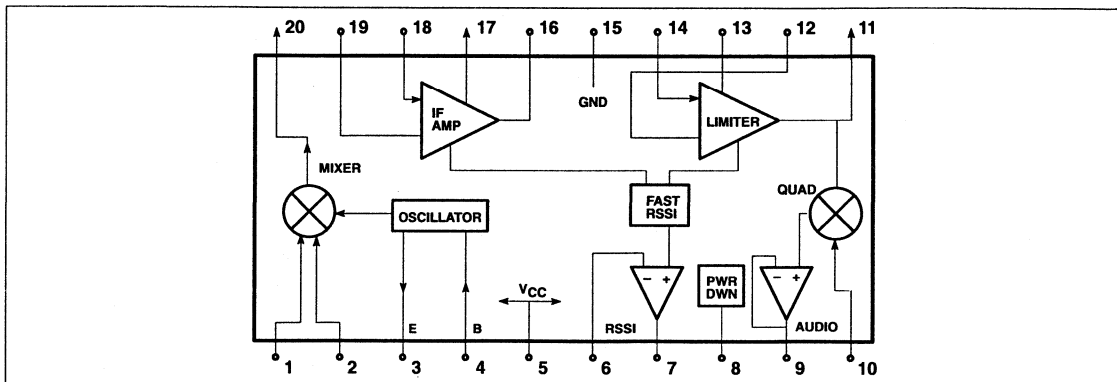 20 19 18 17 16 15 14 13 12 11
IF
AMP
GND
LIMITER
MIXER
QUAD
FAST
RSSI
OSCILLATOR
− +
− +
VCC
PWR
DWN
E B RSSI AUDIO
1 2 3 4 5 6 7 8 9 10